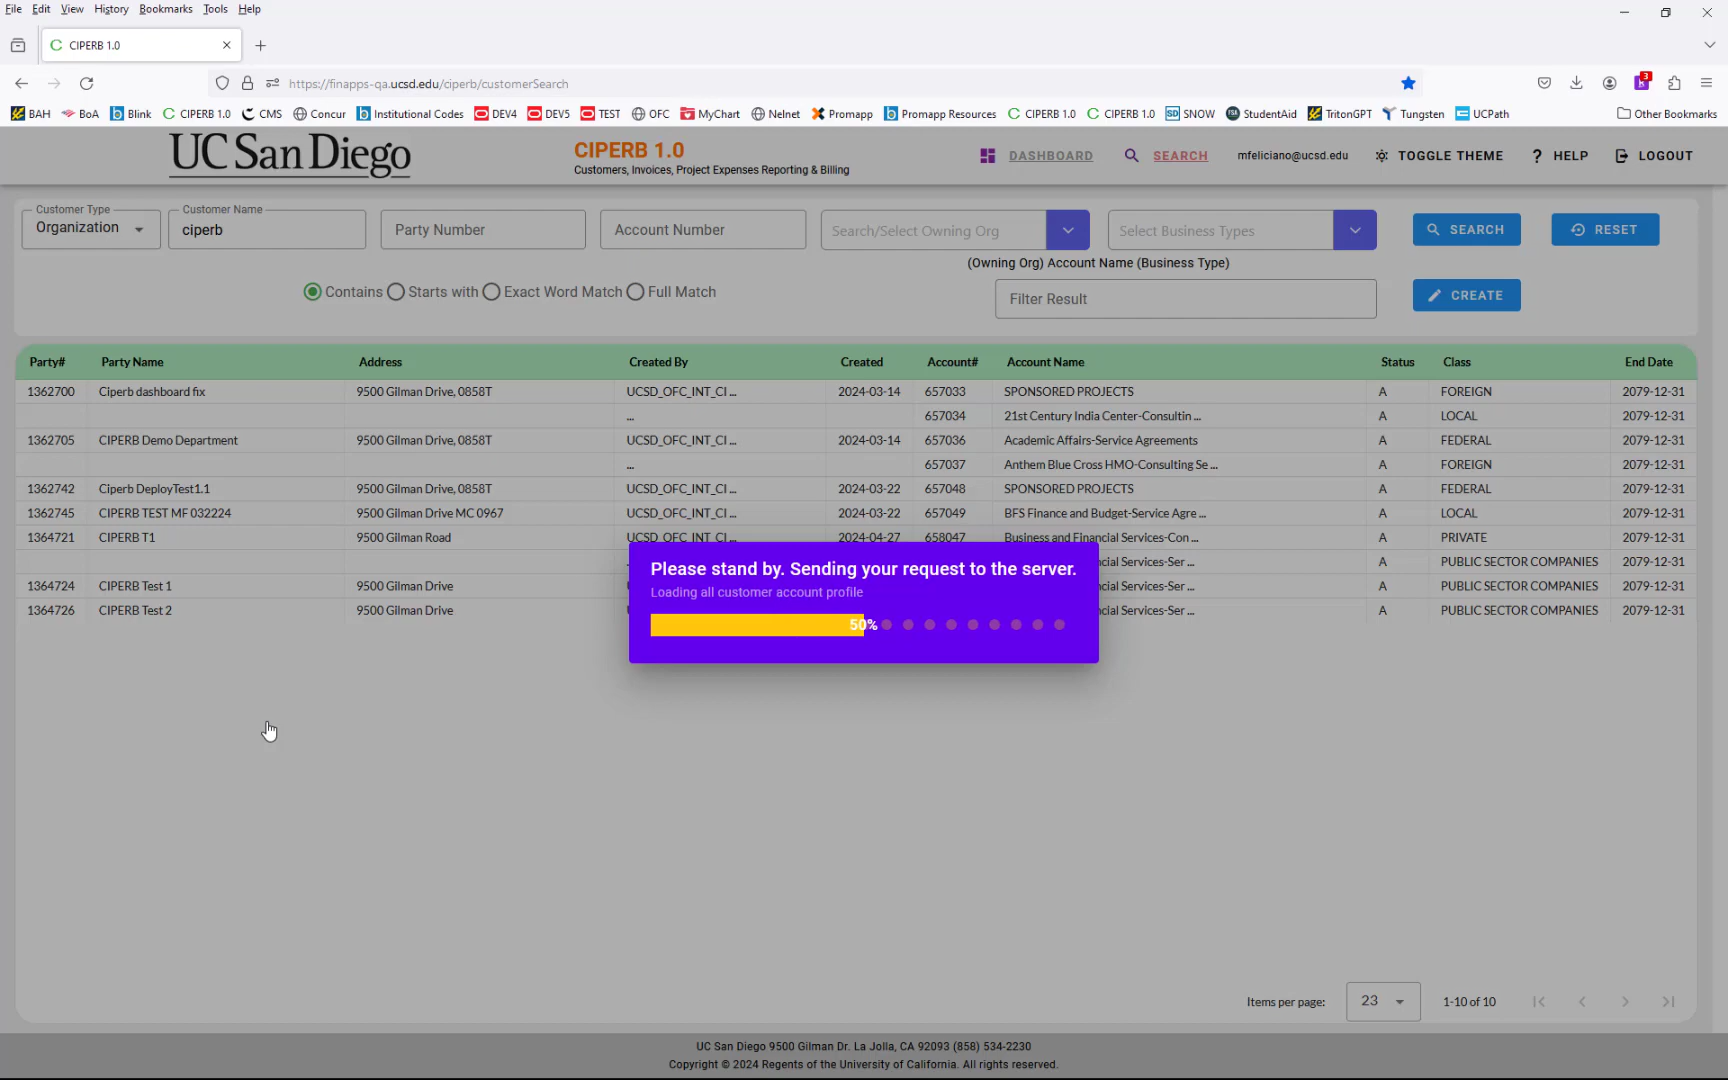 File Edit View History Bookmarks Tools Help
CIPERB 1.0
https://finapps-qa.ucsd.edu/ciperb/customerSearch
3
BAH BoA Blink CIPERB 1.0 CMS Concur Institutional Codes DEV4 DEV5 TEST OFC MyChart Nelnet Promapp Promapp Resources CIPERB 1.0 CIPERB 1.0 SNOW StudentAid TritonGPT Tungsten UCPath Other Bookmarks
UC San Diego
CIPERB 1.0
Customers, Invoices, Project Expenses Reporting & Billing
DASHBOARD SEARCH mfeliciano@ucsd.edu TOGGLE THEME ? HELP LOGOUT
Customer Type Customer Name
Organization ciperb Party Number Account Number Search/Select Owning Org Select Business Types SEARCH RESET
(Owning Org) Account Name (Business Type)
Contains Starts with Exact Word Match Full Match Filter Result CREATE
Party# Party Name Address Created By Created Account# Account Name Status Class End Date
1362700 Ciperb dashboard fix 9500 Gilman Drive, 0858T UCSD_OFC_INT_CI ... 2024-03-14 657033 SPONSORED PROJECTS A FOREIGN 2079-12-31
... 657034 21st Century India Center-Consultin ... A LOCAL 2079-12-31
1362705 CIPERB Demo Department 9500 Gilman Drive, 0858T UCSD_OFC_INT_CI ... 2024-03-14 657036 Academic Affairs-Service Agreements A FEDERAL 2079-12-31
... 657037 Anthem Blue Cross HMO-Consulting Se ... A FOREIGN 2079-12-31
1362742 Ciperb DeployTest1.1 9500 Gilman Drive, 0858T UCSD_OFC_INT_CI ... 2024-03-22 657048 SPONSORED PROJECTS A FEDERAL 2079-12-31
1362745 CIPERB TEST MF 032224 9500 Gilman Drive MC 0967 UCSD_OFC_INT_CI ... 2024-03-22 657049 BFS Finance and Budget-Service Agre ... A LOCAL 2079-12-31
1364721 CIPERB T1 9500 Gilman Road UCSD_OFC_INT_CI ... 2024-04-27 658047 Business and Financial Services-Con ... A PRIVATE 2079-12-31
ncial Services-Ser ... A PUBLIC SECTOR COMPANIES 2079-12-31
1364724 CIPERB Test 1 9500 Gilman Drive ncial Services-Ser ... A PUBLIC SECTOR COMPANIES 2079-12-31
1364726 CIPERB Test 2 9500 Gilman Drive ncial Services-Ser ... A PUBLIC SECTOR COMPANIES 2079-12-31
Please stand by. Sending your request to the server.
Loading all customer account profile
50%
Items per page: 23 1-10 of 10
UC San Diego 9500 Gilman Dr. La Jolla, CA 92093 (858) 534-2230
Copyright © 2024 Regents of the University of California. All rights reserved.